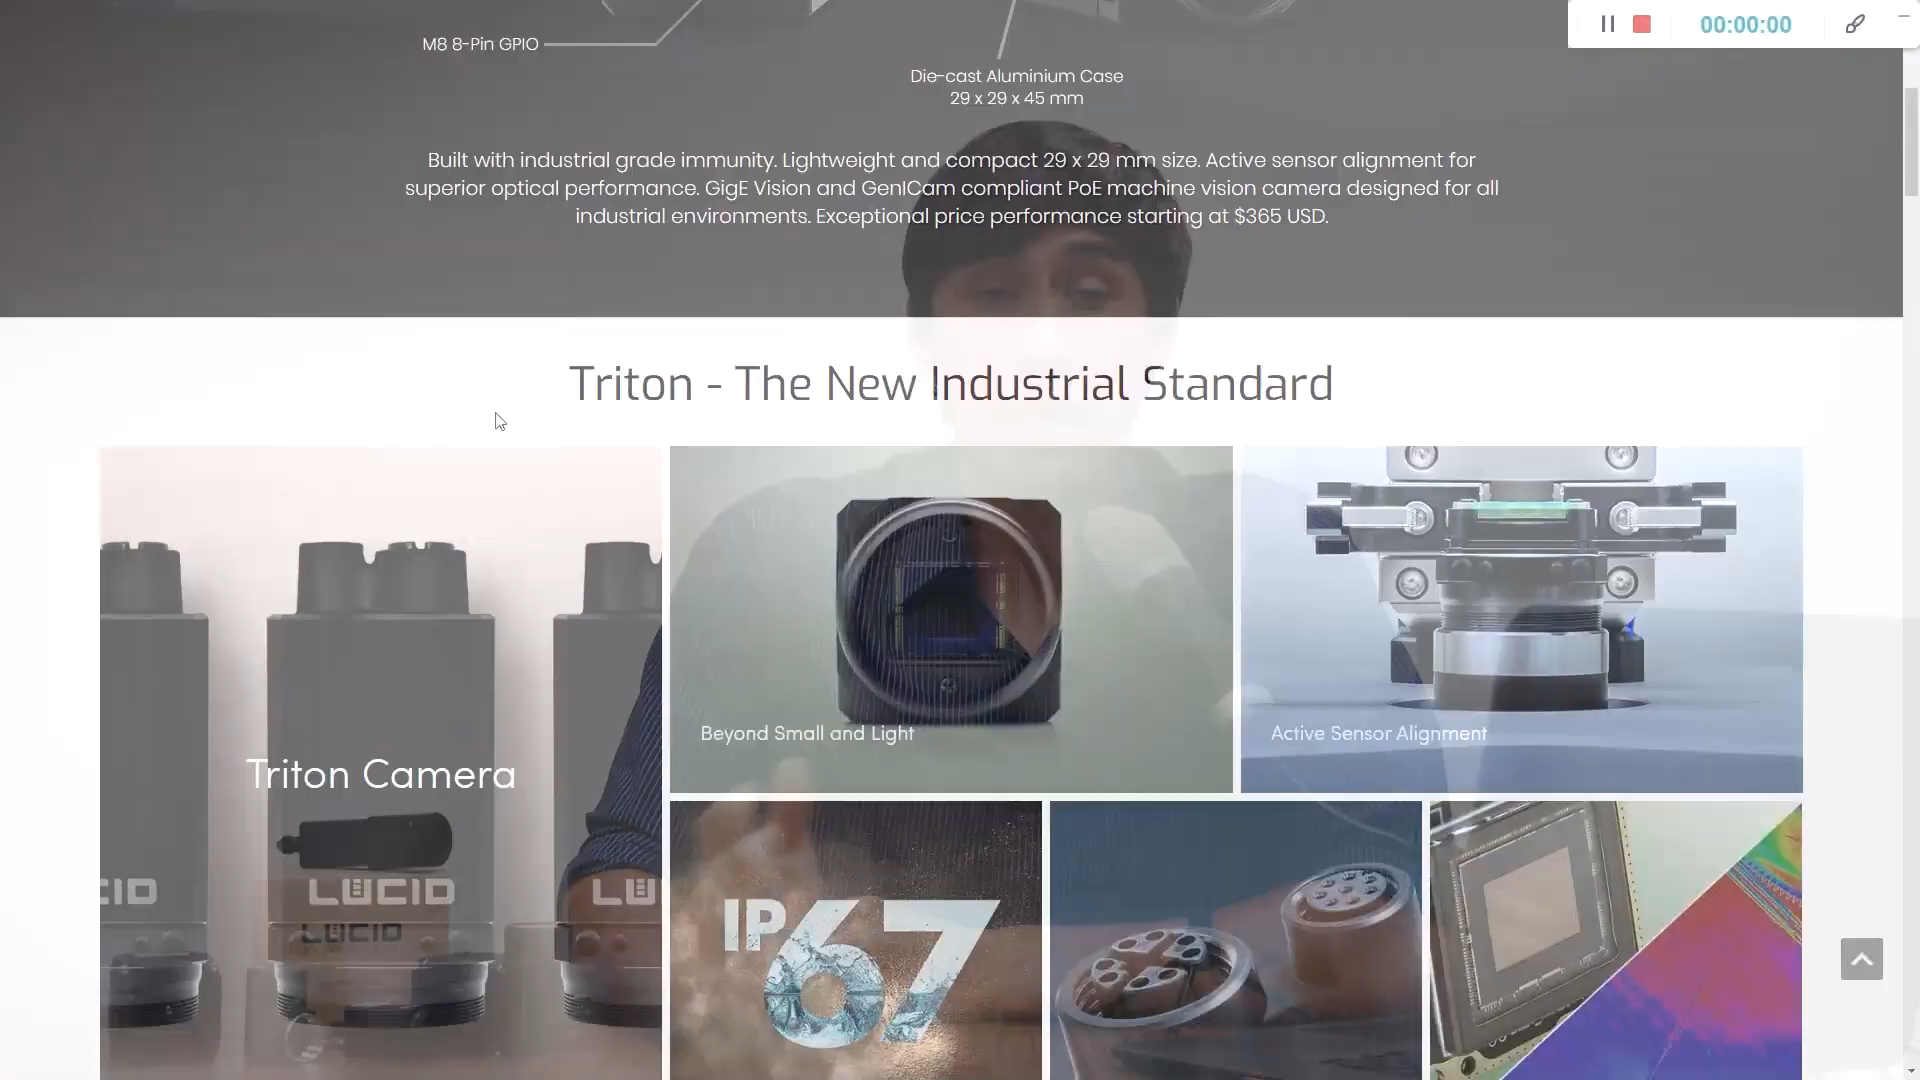 00:00:00
M8 8-Pin GPIO
Die-cast Aluminium Case
29 x 29 x 45 mm
Built with industrial grade immunity. Lightweight and compact 29 x 29 mm size. Active sensor alignment for
superior optical performance. GigE Vision and GenICam compliant PoE machine vision camera designed for all
industrial environments. Exceptional price performance starting at $365 USD.
Triton - The New Industrial Standard
Beyond Small and Light
Active Sensor Alignment
Triton Camera
CID
LUCID
LU
LUCID
IP67